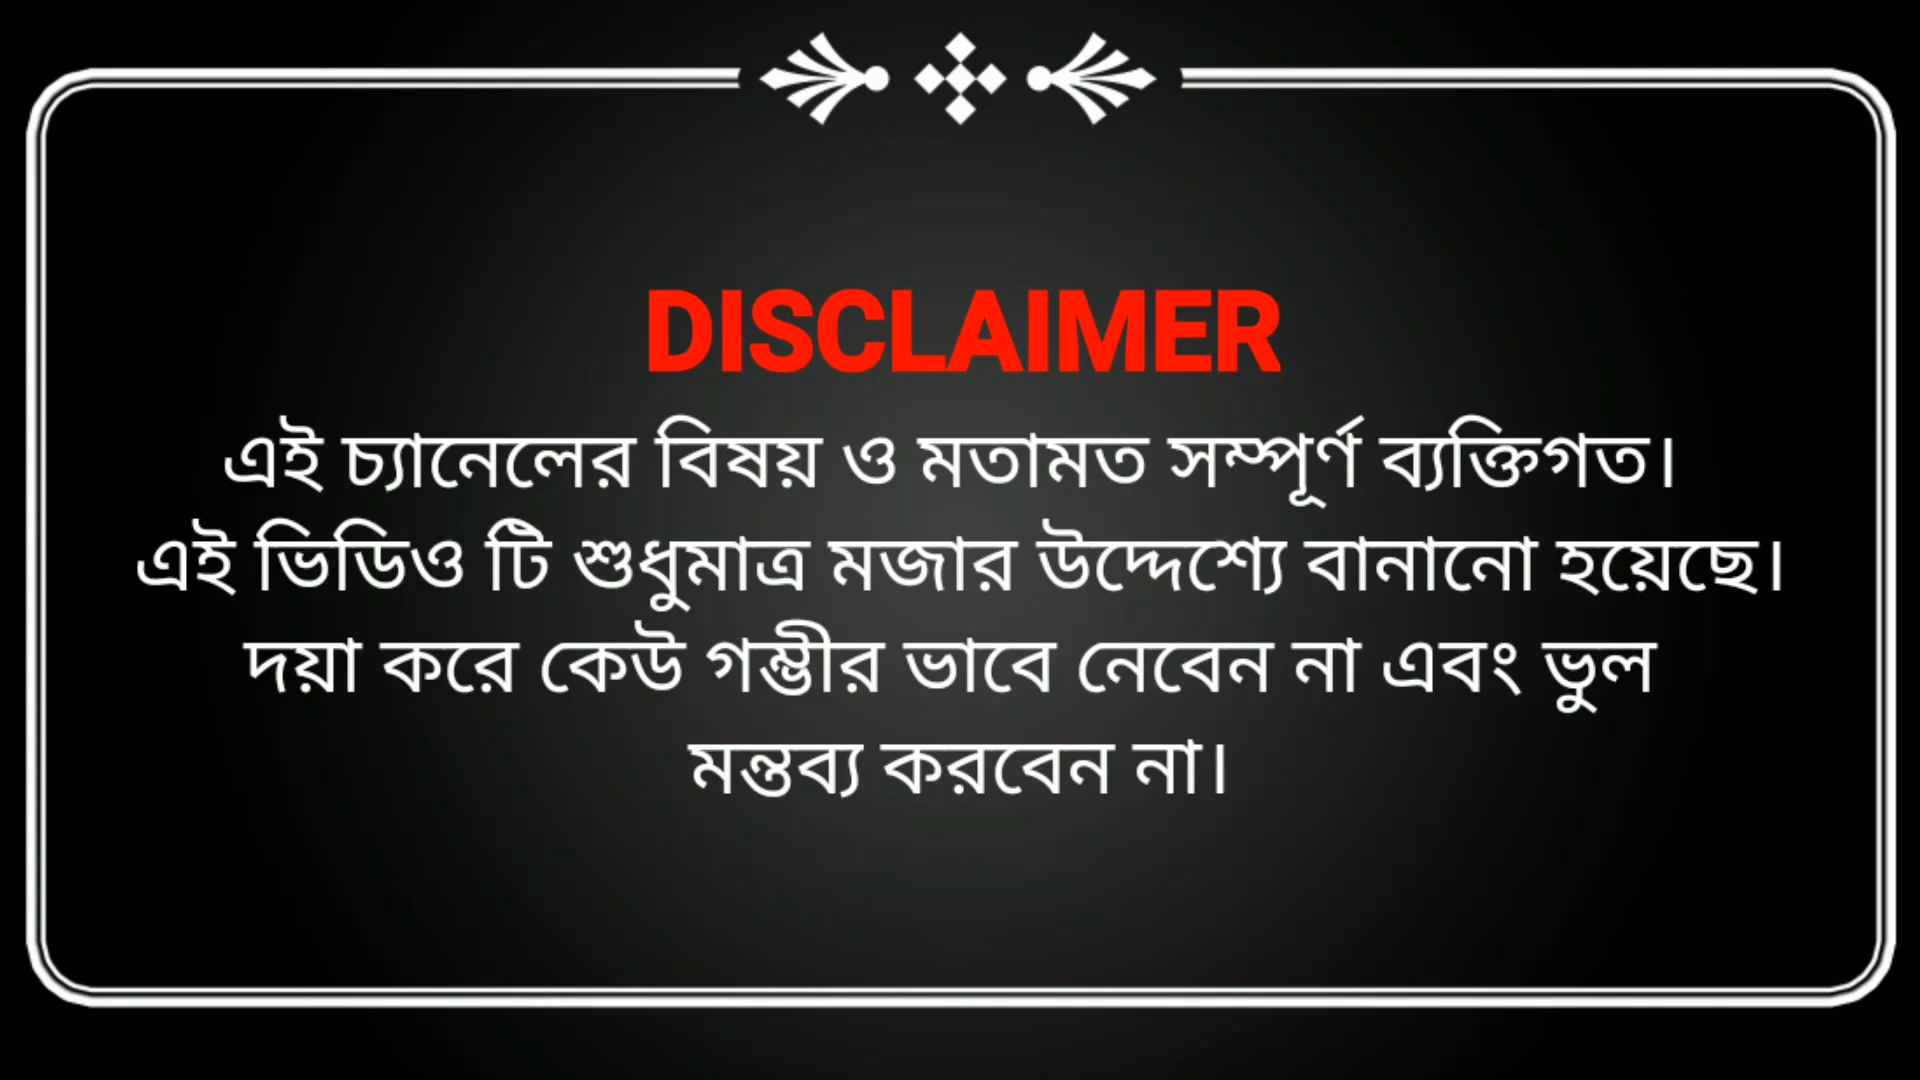 DISCLAIMER
এই চ্যানেলের বিষয় ও মতামত সম্পূর্ণ ব্যক্তিগত।
এই ভিডিও টি শুধুমাত্র মজার উদ্দেশ্যে বানানো হয়েছে।
দয়া করে কেউ গম্ভীর ভাবে নেবেন না এবং ভুল
মন্তব্য করবেন না।